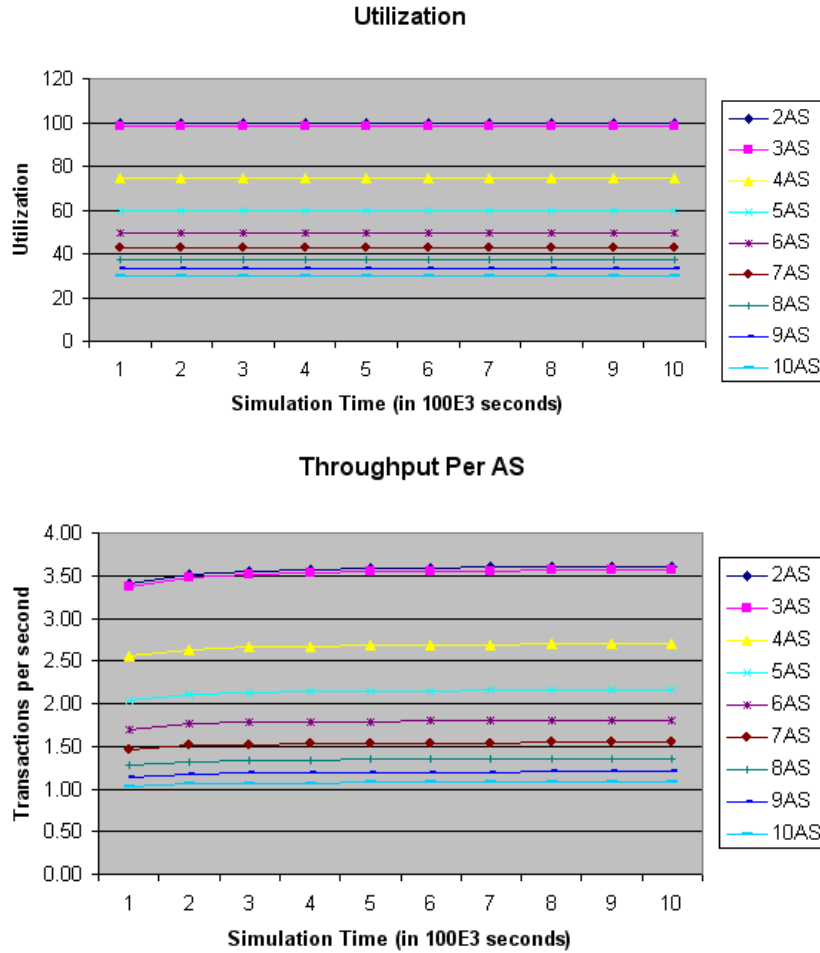 Utilization
120
100
80
60
40
20
0
Utilization
1 2 3 4 5 6 7 8 9 10
Simulation Time (in 100E3 seconds)
2AS
3AS
4AS
5AS
6AS
7AS
8AS
9AS
10AS
Throughput Per AS
4.00
3.50
3.00
2.50
2.00
1.50
1.00
0.50
0.00
Transactions per second
1 2 3 4 5 6 7 8 9 10
Simulation Time (in 100E3 seconds)
2AS
3AS
4AS
5AS
6AS
7AS
8AS
9AS
10AS